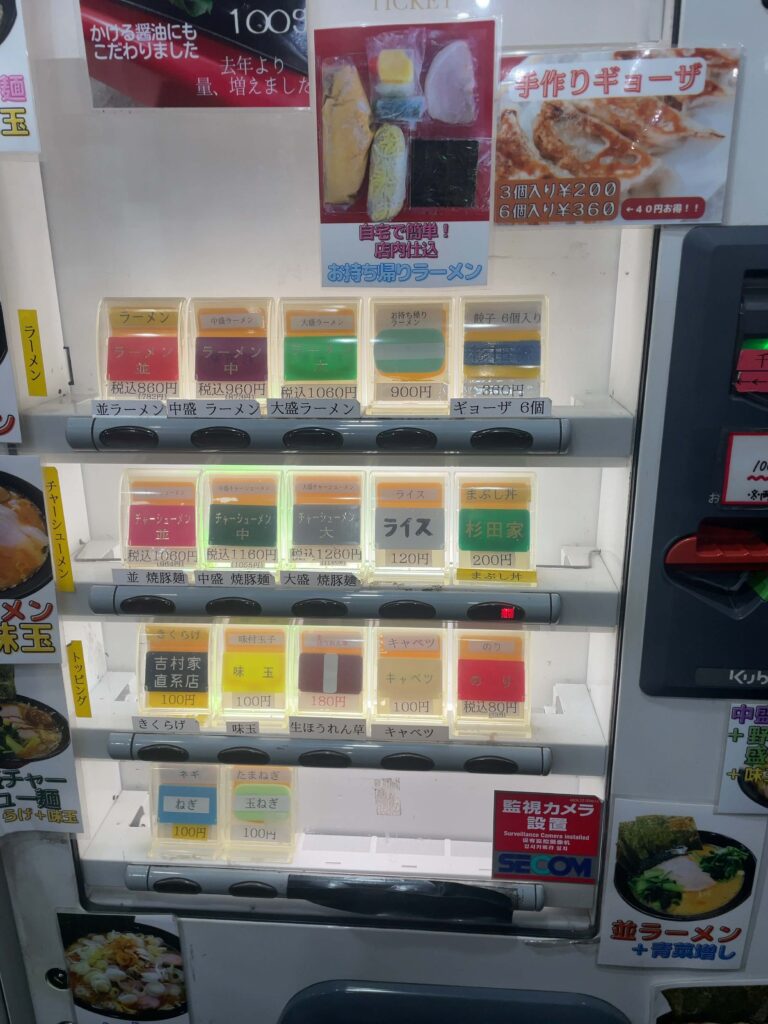 TICKET
かける醤油にも
こだわりました
去年より
量、増えました
手作りギョーザ
3個入り¥200
6個入り¥360
←40円お得!!
自宅で簡単!
店内仕込
お持ち帰りラーメン
玉
ラーメン
ラーメン
ラーメン
並
税込860円
並ラーメン
中盛ラーメン
ラーメン
中
税込960円
中盛 ラーメン
大盛ラーメン
税込1060円
大盛ラーメン
お持ち帰り
ラーメン
900円
餃子 6個入り
360円
ギョーザ 6個
チャーシューメン
チャーシューメン
並
税込1060円
並 焼豚麺
チャーシューメン
中
税込1160円
中盛 焼豚麺
大盛チャーシューメン
チャーシューメン
大
税込1260円
大盛 焼豚麺
ライス
ライス
120円
まぶし丼
杉田家
200円
まぶし丼
トッピング
きくらげ
吉村家
直系店
100円
きくらげ
味付玉子
味 玉
100円
味玉
180円
生ほうれん草
キャベツ
キャベツ
100円
キャベツ
のり
のり
税込80円
ネギ
ねぎ
100円
たまねぎ
玉ねぎ
100円
監視カメラ
設置
Surveillance Camera installed
SECOM
並ラーメン
+青菜増し